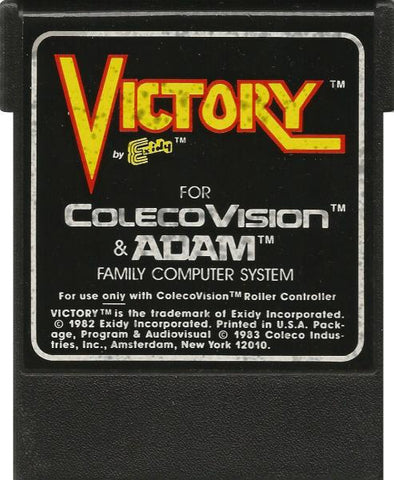 VICTORY™
by Exidy™
FOR
COLECOVISION™
& ADAM™
FAMILY COMPUTER SYSTEM
For use only with ColecoVision™ Roller Controller
VICTORY™ is the trademark of Exidy Incorporated.
© 1982 Exidy Incorporated. Printed in U.S.A. Pack-
age, Program & Audiovisual © 1983 Coleco Indus-
tries, Inc., Amsterdam, New York 12010.